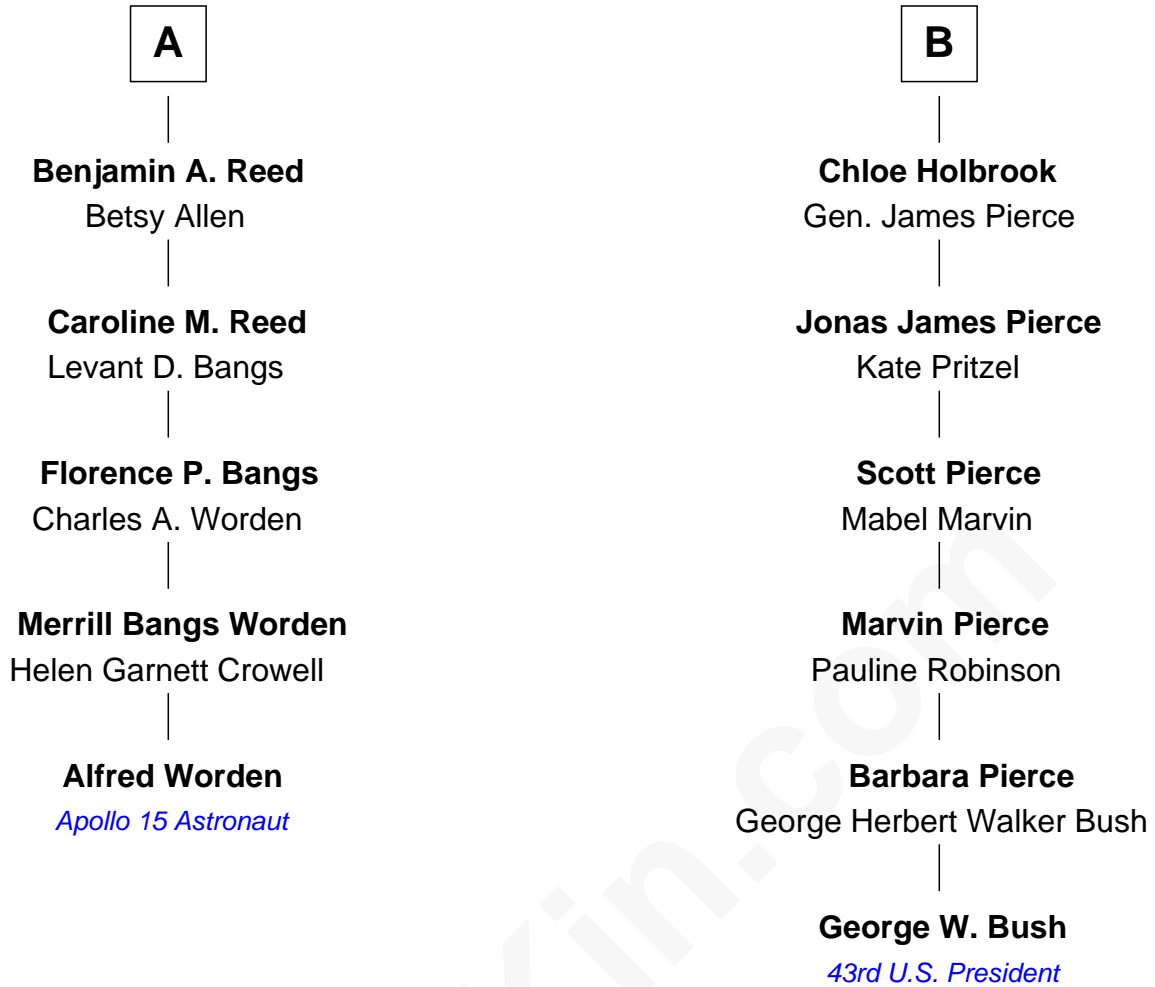 A
Benjamin A. Reed
Betsy Allen
Caroline M. Reed
Levant D. Bangs
Florence P. Bangs
Charles A. Worden
Merrill Bangs Worden
Helen Garnett Crowell
Alfred Worden
Apollo 15 Astronaut
B
Chloe Holbrook
Gen. James Pierce
Jonas James Pierce
Kate Pritzel
Scott Pierce
Mabel Marvin
Marvin Pierce
Pauline Robinson
Barbara Pierce
George Herbert Walker Bush
George W. Bush
43rd U.S. President
Kin.com